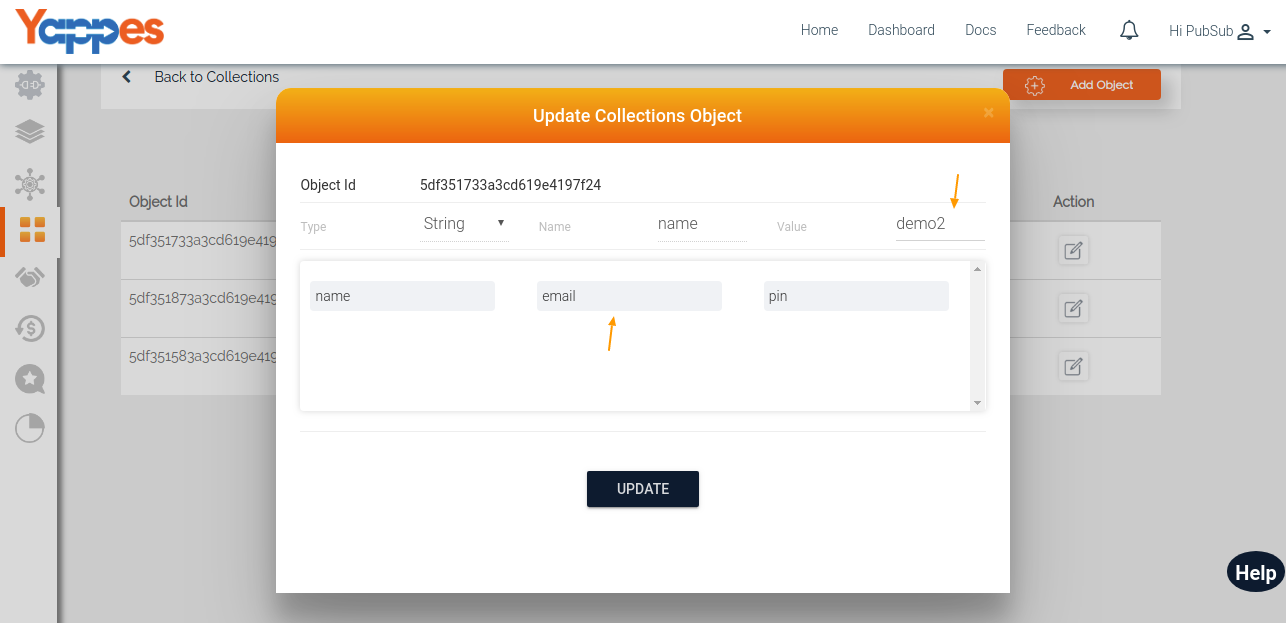 Yappes
Home Dashboard Docs Feedback Hi PubSub
Back to Collections
Add Object
Update Collections Object
×
Object Id 5df351733a3cd619e4197f24
Type String Name name Value demo2
name email pin
UPDATE
Object Id Action
5df351733a3cd619e419
5df351873a3cd619e419
5df351583a3cd619e419
Help